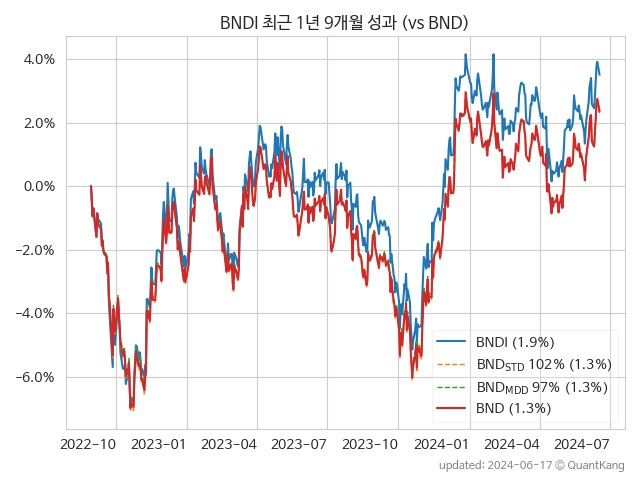 BNDI 최근 1년 9개월 성과 (vs BND)
4.0%
2.0%
0.0%
−2.0%
−4.0%
−6.0%
BNDI (1.9%)
BND_STD 102% (1.3%)
BND_MDD 97% (1.3%)
BND (1.3%)
2022-10 2023-01 2023-04 2023-07 2023-10 2024-01 2024-04 2024-07
updated: 2024-06-17 © QuantKang